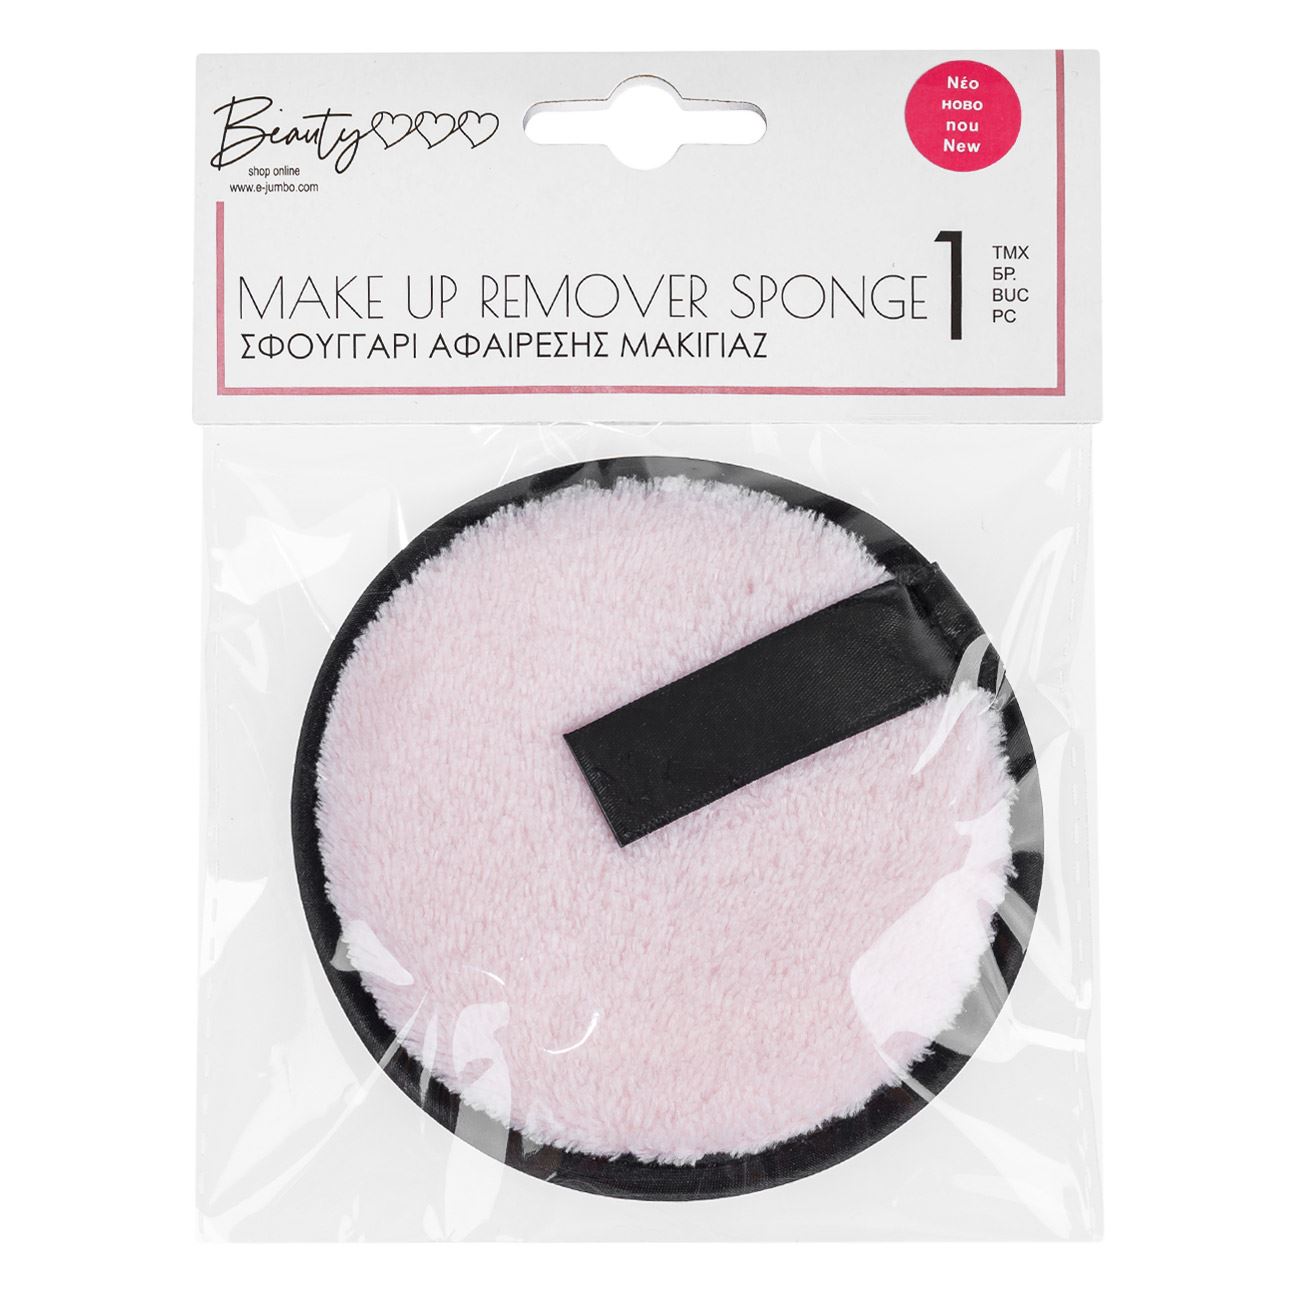 Beauty
shop online
www.e-jumbo.com
Νέο
НОВО
nou
New
MAKE UP REMOVER SPONGE
ΣΦΟΥΓΓΑΡΙ ΑΦΑΙΡΕΣΗΣ ΜΑΚΙΓΙΑΖ
1
ΤΜΧ
БР.
BUC
PC